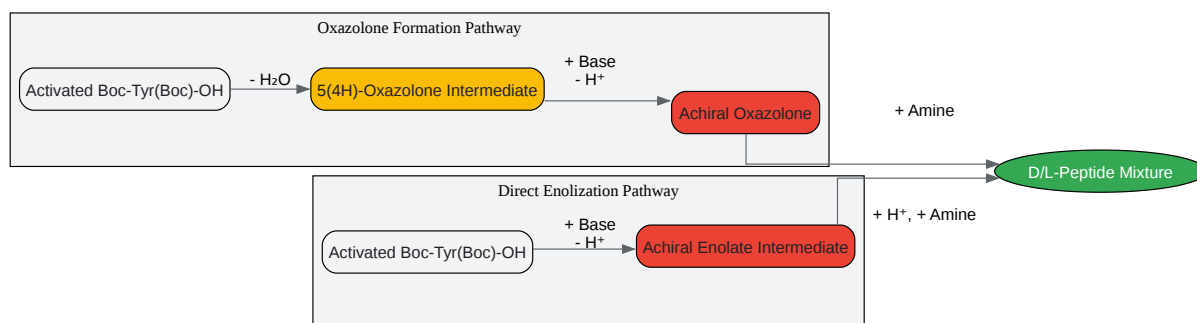 Oxazolone Formation Pathway
Activated Boc-Tyr(Boc)-OH
- H₂O
5(4H)-Oxazolone Intermediate
+ Base
- H⁺
Achiral Oxazolone
+ Amine
D/L-Peptide Mixture
Direct Enolization Pathway
Activated Boc-Tyr(Boc)-OH
+ Base
- H⁺
Achiral Enolate Intermediate
+ H⁺, + Amine